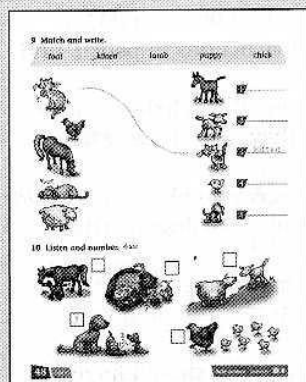 9 Match and write.
foal kitten lamb puppy chick
1
2
3 kitten
4
5
10 Listen and number.
1
48